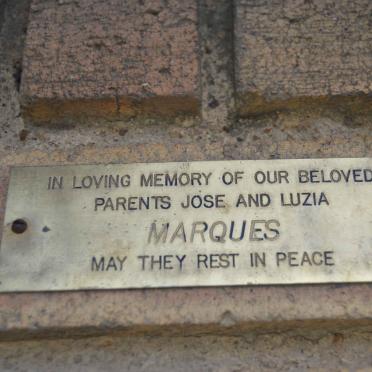 IN LOVING MEMORY OF OUR BELOVED
PARENTS JOSE AND LUZIA
MARQUES
MAY THEY REST IN PEACE